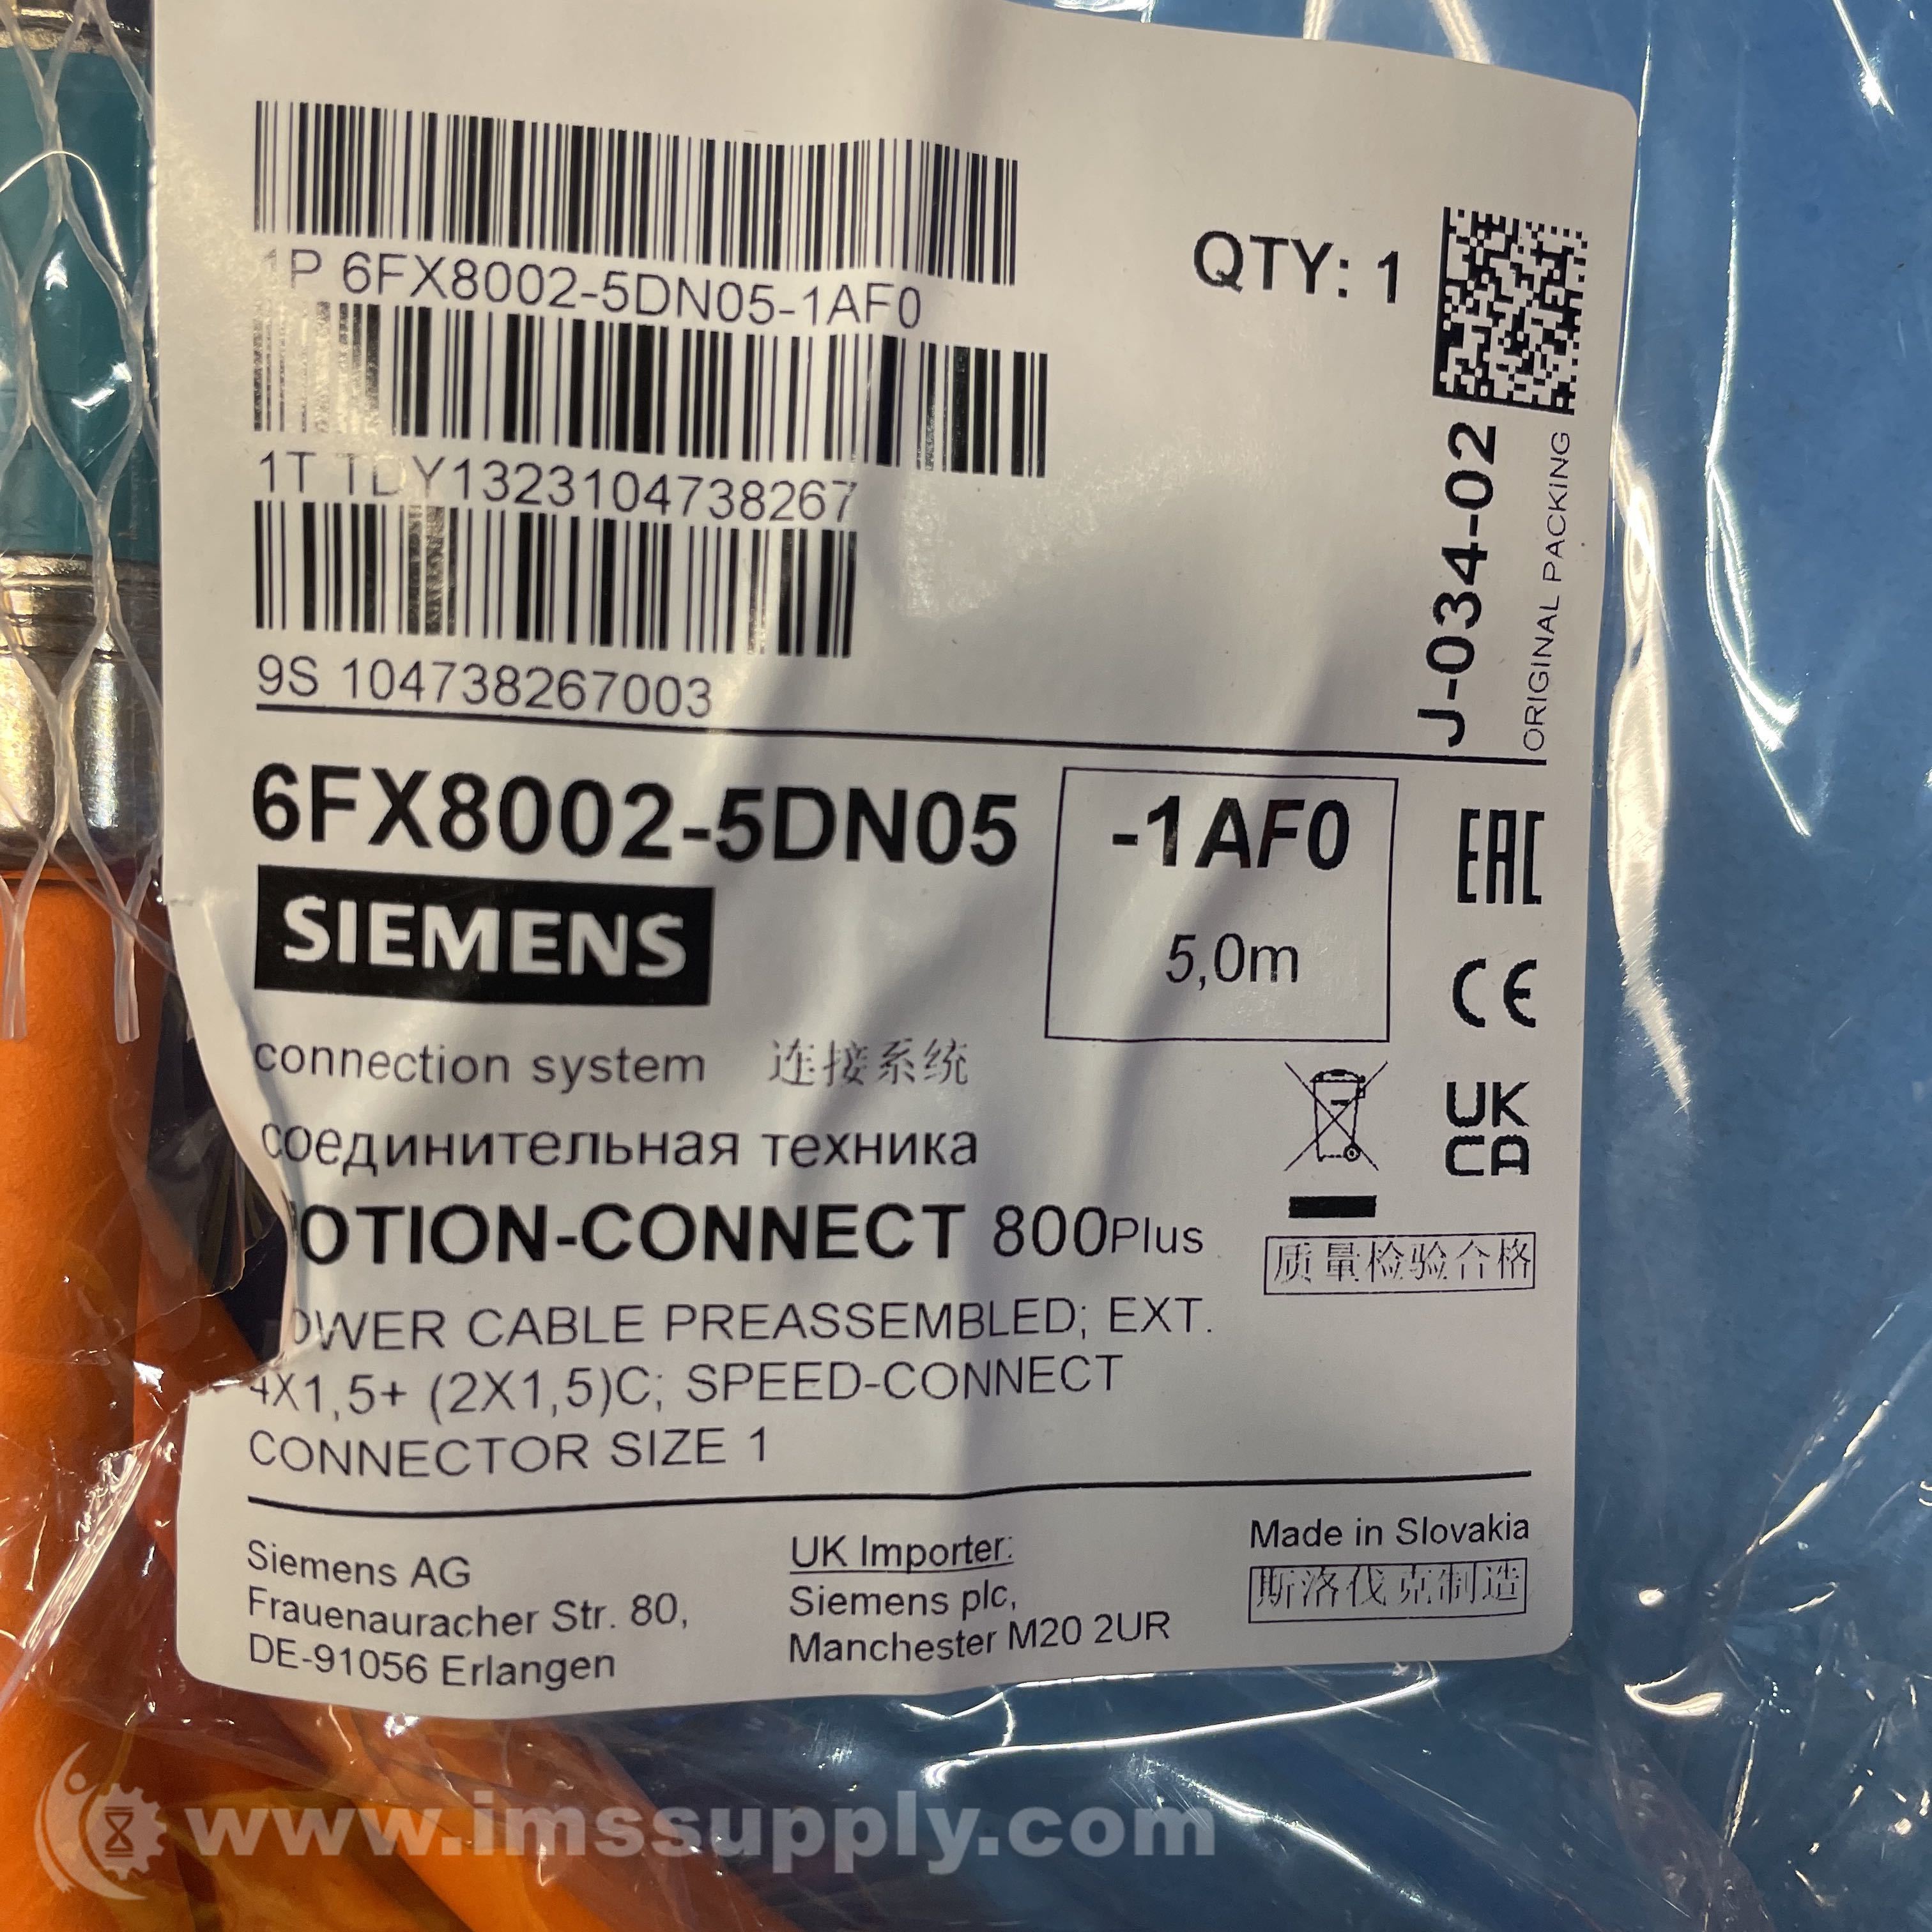 1P 6FX8002-5DN05-1AF0
QTY: 1
1T TDY1323104738267
9S 104738267003
J-034-02
ORIGINAL PACKING
6FX8002-5DN05
-1AF0
5,0m
SIEMENS
EAC
CE
connection system 连接系统
UK
CA
соединительная техника
OTION-CONNECT 800Plus
质量检验合格
OWER CABLE PREASSEMBLED; EXT.
4X1,5+ (2X1,5)C; SPEED-CONNECT
CONNECTOR SIZE 1
Siemens AG
Frauenauracher Str. 80,
DE-91056 Erlangen
UK Importer:
Siemens plc,
Manchester M20 2UR
Made in Slovakia
斯洛伐克制造
www.imssupply.com